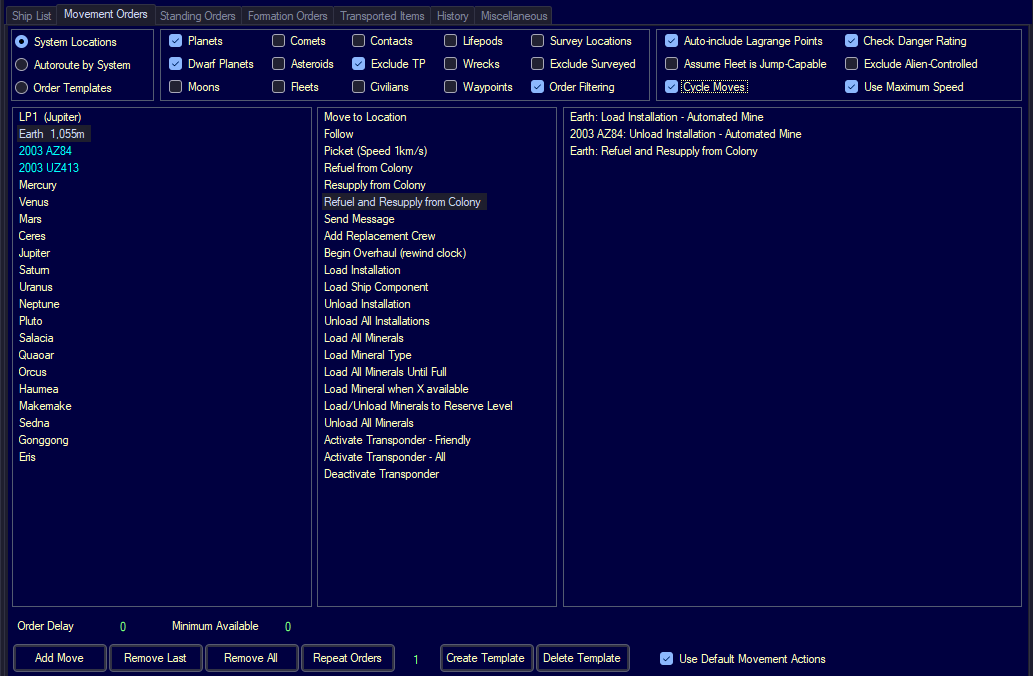 Ship List Movement Orders Standing Orders Formation Orders Transported Items History Miscellaneous
System Locations
Autoroute by System
Order Templates
Planets Comets Contacts Lifepods Survey Locations
Dwarf Planets Asteroids Exclude TP Wrecks Exclude Surveyed
Moons Fleets Civilians Waypoints Order Filtering
Auto-include Lagrange Points Check Danger Rating
Assume Fleet is Jump-Capable Exclude Alien-Controlled
Cycle Moves Use Maximum Speed
LP1 (Jupiter)
Earth 1,055m
2003 AZ84
2003 UZ413
Mercury
Venus
Mars
Ceres
Jupiter
Saturn
Uranus
Neptune
Pluto
Salacia
Quaoar
Orcus
Haumea
Makemake
Sedna
Gonggong
Eris
Move to Location
Follow
Picket (Speed 1km/s)
Refuel from Colony
Resupply from Colony
Refuel and Resupply from Colony
Send Message
Add Replacement Crew
Begin Overhaul (rewind clock)
Load Installation
Load Ship Component
Unload Installation
Unload All Installations
Load All Minerals
Load Mineral Type
Load All Minerals Until Full
Load Mineral when X available
Load/Unload Minerals to Reserve Level
Unload All Minerals
Activate Transponder - Friendly
Activate Transponder - All
Deactivate Transponder
Earth: Load Installation - Automated Mine
2003 AZ84: Unload Installation - Automated Mine
Earth: Refuel and Resupply from Colony
Order Delay 0 Minimum Available 0
Add Move Remove Last Remove All Repeat Orders 1 Create Template Delete Template Use Default Movement Actions